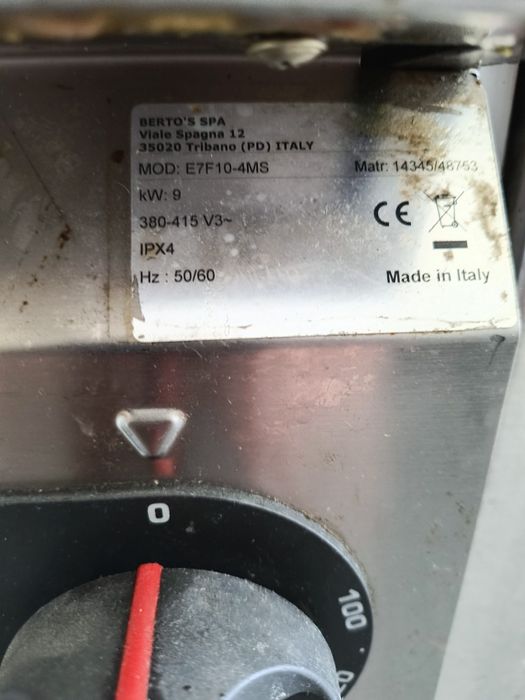 BERTO'S SPA
Viale Spagna 12
35020 Tribano (PD) ITALY
MOD: E7F10-4MS Matr: 14345/48753
kW: 9
380-415 V3~
CE
IPX4
Hz : 50/60 Made in Italy
0
100